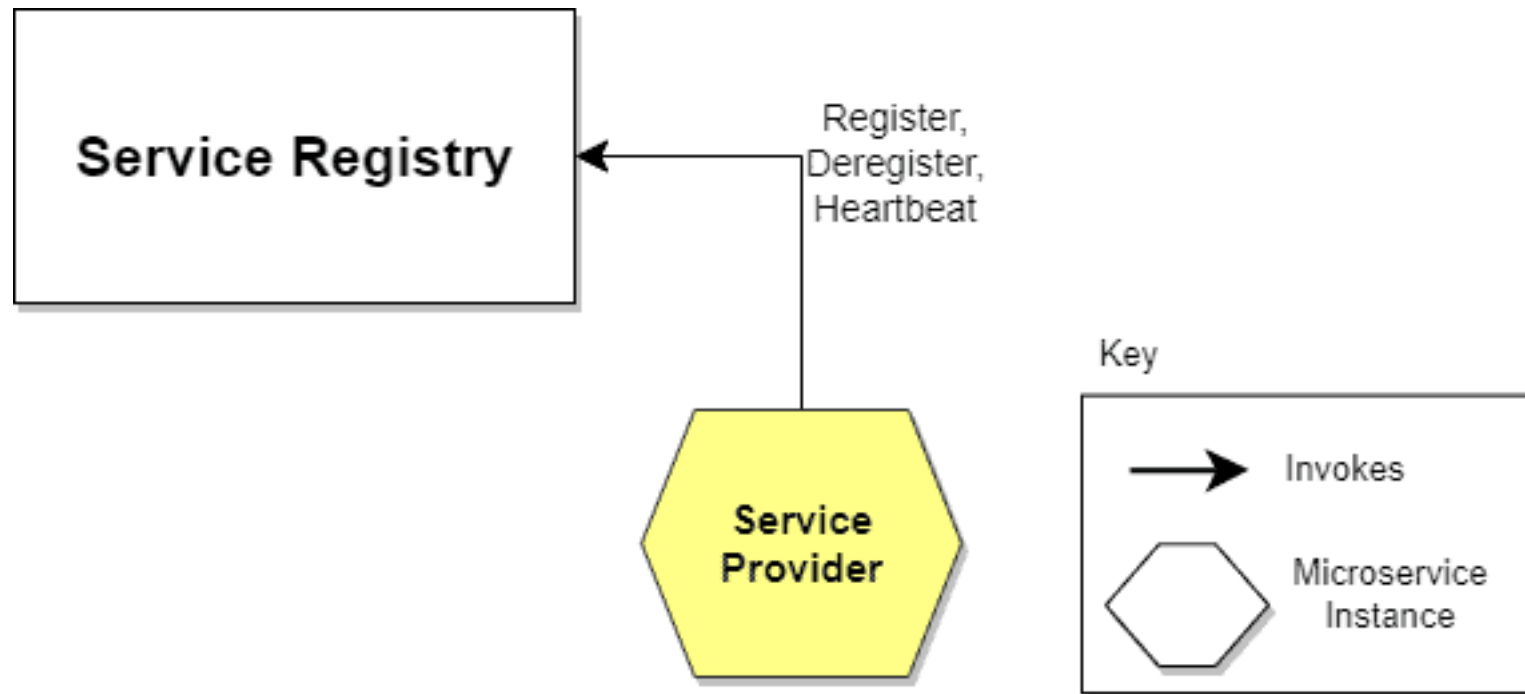 Service Registry
Register,
Deregister,
Heartbeat
Service
Provider
Key
Invokes
Microservice
Instance